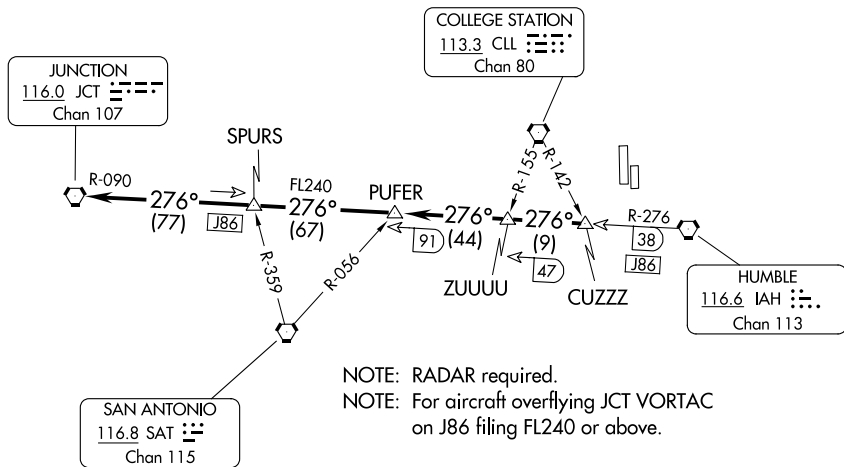 COLLEGE STATION
113.3 CLL
Chan 80
JUNCTION
116.0 JCT
Chan 107
SPURS
R-090
276°
(77)
J86
FL240
276°
(67)
PUFER
276°
(44)
91
R-155
R-142
276°
(9)
ZUUUU
47
CUZZZ
R-276
38
J86
HUMBLE
116.6 IAH
Chan 113
R-359
R-056
SAN ANTONIO
116.8 SAT
Chan 115
NOTE: RADAR required.
NOTE: For aircraft overflying JCT VORTAC
on J86 filing FL240 or above.